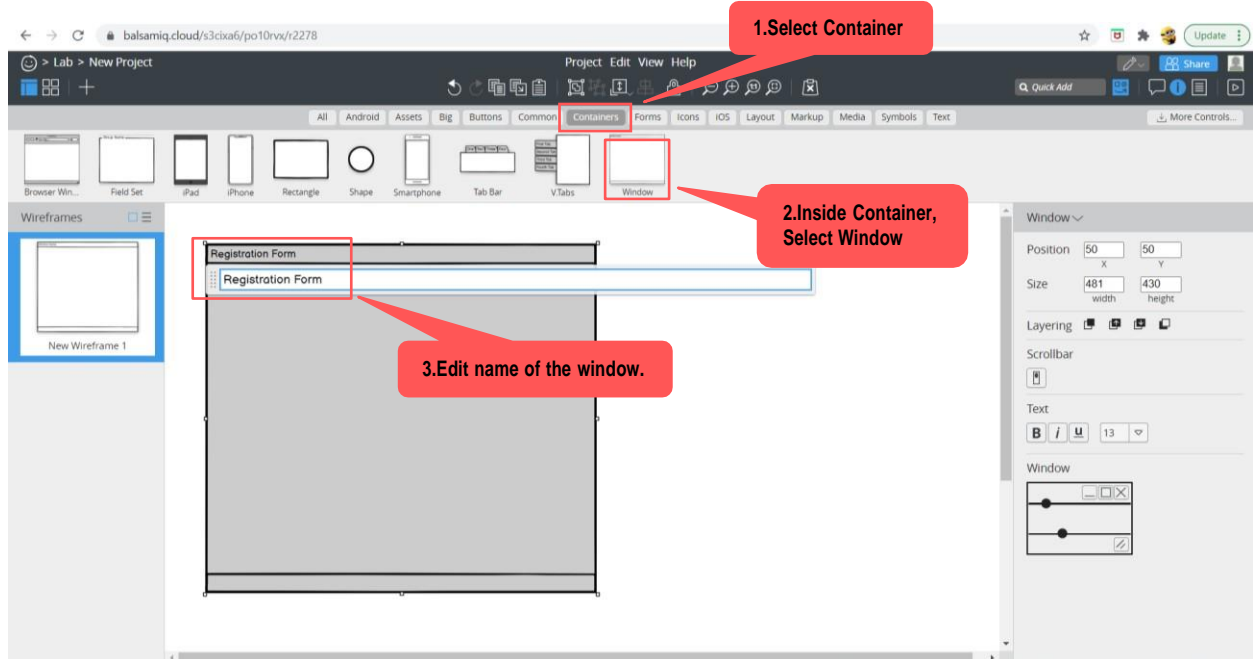 1.Select Container
balsamiq.cloud/s3cixa6/po10rvx/r2278
Update
> Lab > New Project
Project Edit View Help
Share
Quick Add
All Android Assets Big Buttons Common Containers Forms Icons iOS Layout Markup Media Symbols Text
More Controls...
Browser Win... Field Set iPad iPhone Rectangle Shape Smartphone Tab Bar V.Tabs Window
2.Inside Container,
Select Window
Wireframes
New Wireframe 1
Registration Form
Registration Form
3.Edit name of the window.
Window
Position 50 50
X Y
Size 481 430
width height
Layering
Scrollbar
Text
B i u 13
Window